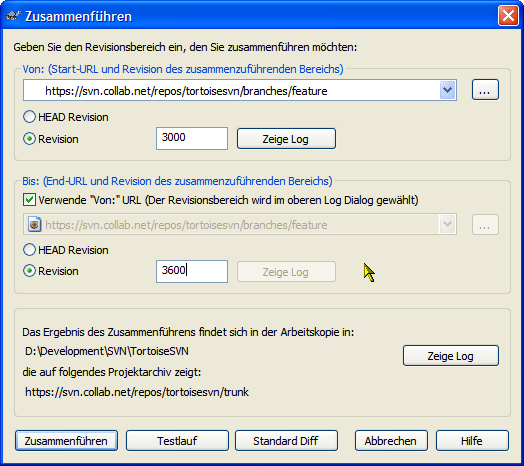 Zusammenführen
Geben Sie den Revisionsbereich ein, den Sie zusammenführen möchten:
Von: (Start-URL und Revision des zusammenzuführenden Bereichs)
https://svn.collab.net/repos/tortoisesvn/branches/feature
...
HEAD Revision
Revision 3000 Zeige Log
Bis: (End-URL und Revision des zusammenzuführenden Bereichs)
Verwende "Von:" URL (Der Revisionsbereich wird im oberen Log Dialog gewählt)
https://svn.collab.net/repos/tortoisesvn/branches/feature
...
HEAD Revision
Revision 3600 Zeige Log
Das Ergebnis des Zusammenführens findet sich in der Arbeitskopie in:
D:\Development\SVN\TortoiseSVN
Zeige Log
die auf folgendes Projektarchiv zeigt:
https://svn.collab.net/repos/tortoisesvn/trunk
Zusammenführen Testlauf Standard Diff Abbrechen Hilfe